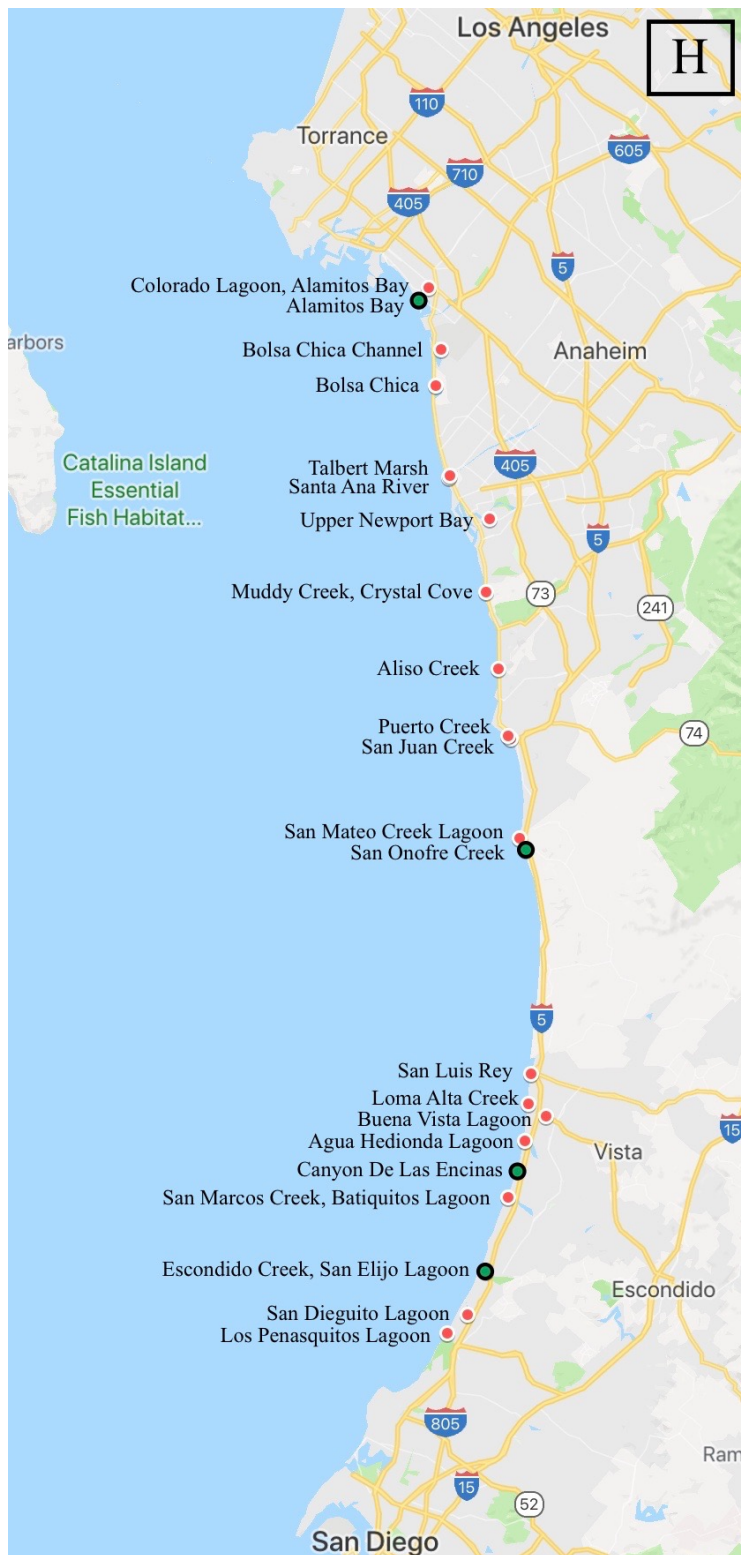 Los Angeles
H
110
Torrance
605
710
405
5
Colorado Lagoon, Alamitos Bay
Alamitos Bay
arbors
Bolsa Chica Channel
Anaheim
Bolsa Chica
Catalina Island
Essential
Fish Habitat...
Talbert Marsh
405
Santa Ana River
Upper Newport Bay
5
Muddy Creek, Crystal Cove
73
241
Aliso Creek
Puerto Creek
74
San Juan Creek
San Mateo Creek Lagoon
San Onofre Creek
5
San Luis Rey
Loma Alta Creek
Buena Vista Lagoon
15
Agua Hedionda Lagoon
Vista
Canyon De Las Encinas
San Marcos Creek, Batiquitos Lagoon
Escondido Creek, San Elijo Lagoon
Escondido
San Dieguito Lagoon
Los Penasquitos Lagoon
805
Ram
15
52
San Diego